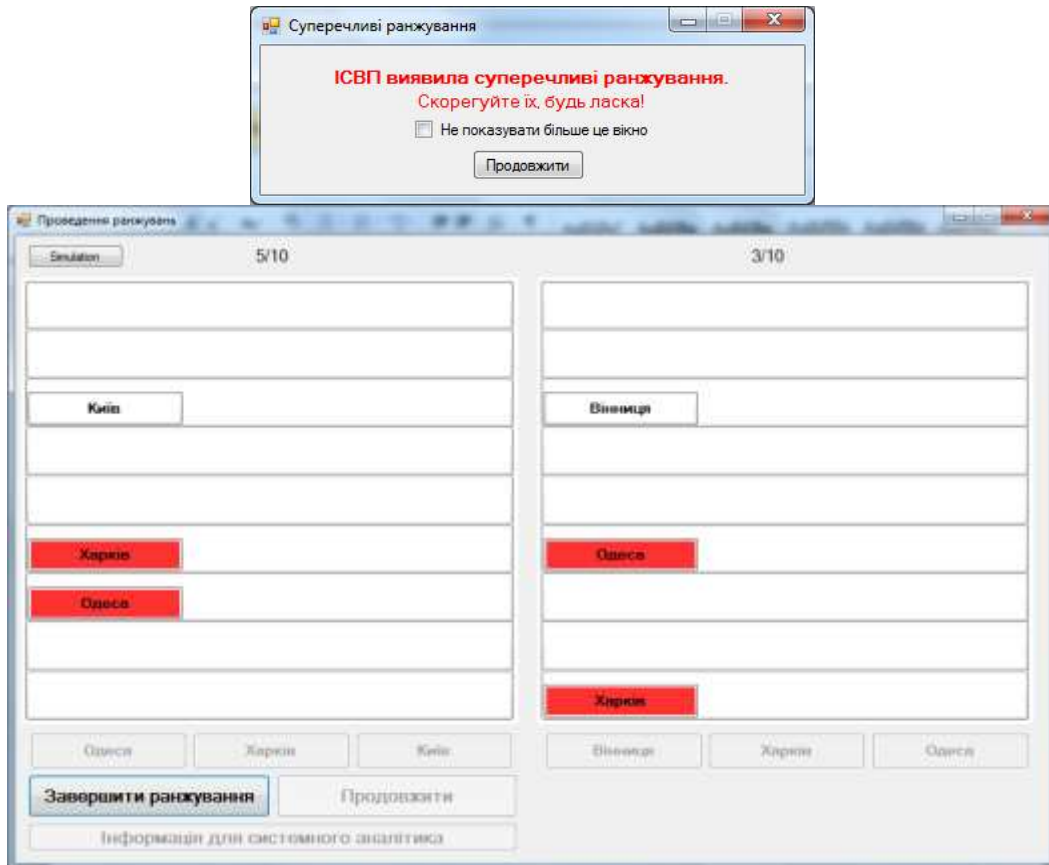 Суперечливі ранжування
ІСВП виявила суперечливі ранжування.
Скорегуйте їх, будь ласка!
Не показувати більше це вікно
Продовжити
Проведення ранжувань
Simulation 5/10 3/10
Київ Вінниця
Харків Одеса
Одеса
Харків
Одеса Харків Київ Вінниця Харків Одеса
Завершити ранжування Продовжити
Інформація для системного аналітика